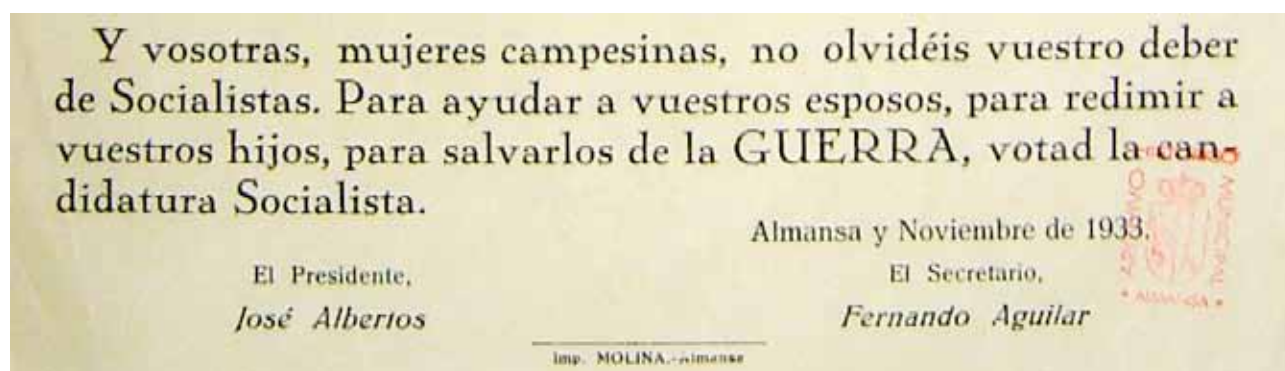 Y vosotras, mujeres campesinas, no olvidéis vuestro deber
de Socialistas. Para ayudar a vuestros esposos, para redimir a
vuestros hijos, para salvarlos de la GUERRA, votad la can-
didatura Socialista.
Almansa y Noviembre de 1933.
El Presidente,
El Secretario,
José Albertos
Fernando Aguilar
Imp. MOLINA.-Almansa
MUNICIPAL
* ALMANSA *